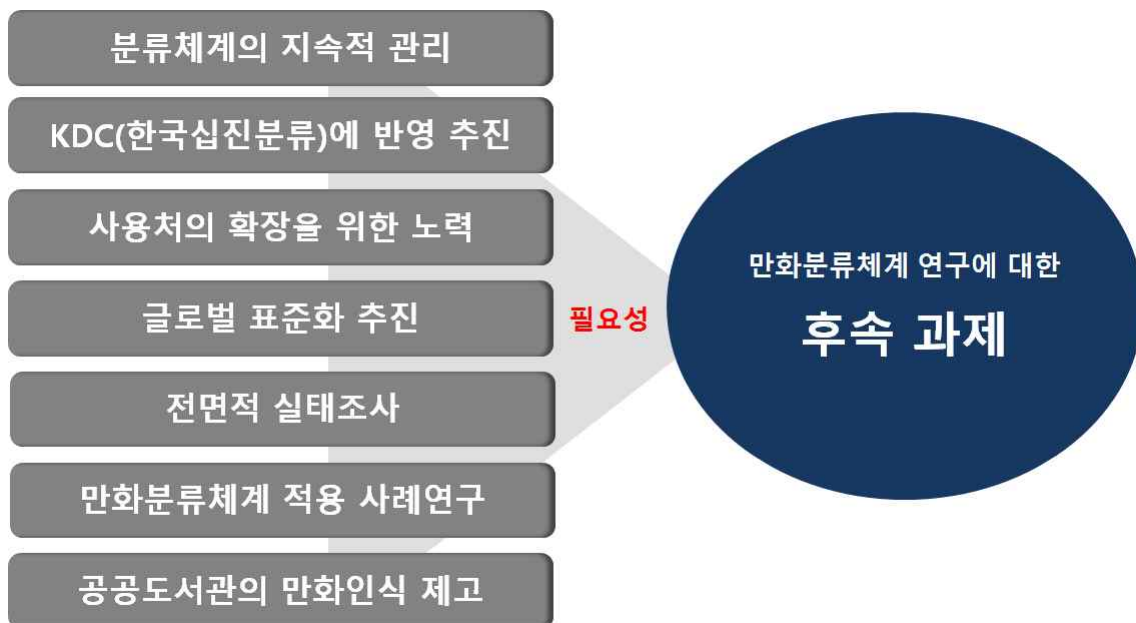 분류체계의 지속적 관리
KDC(한국십진분류)에 반영 추진
사용처의 확장을 위한 노력
글로벌 표준화 추진
전면적 실태조사
만화분류체계 적용 사례연구
공공도서관의 만화인식 제고
필요성
만화분류체계 연구에 대한
후속 과제